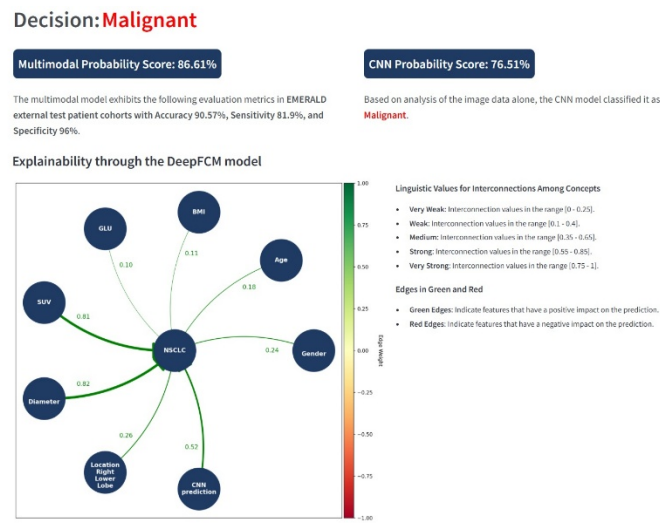 Decision: Malignant
Multimodal Probability Score: 86.61%
CNN Probability Score: 76.51%
The multimodal model exhibits the following evaluation metrics in EMERALD
external test patient cohorts with Accuracy 90.57%, Sensitivity 81.9%, and
Specificity 96%.
Based on analysis of the image data alone, the CNN model classified it as
Malignant.
Explainability through the DeepFCM model
BMI
GLU
Age
SUV
NSCLC
Gender
Diameter
Location
Right
Lower
Lobe
CNN
prediction
0.11
0.10
0.18
0.81
0.24
0.82
0.26
0.52
1.00
0.75
0.50
0.25
0.00
−0.25
−0.50
−0.75
−1.00
Edge Weight
Linguistic Values for Interconnections Among Concepts
• Very Weak: Interconnection values in the range [0 - 0.25].
• Weak: Interconnection values in the range [0.1 - 0.4].
• Medium: Interconnection values in the range [0.35 - 0.65].
• Strong: Interconnection values in the range [0.55 - 0.85].
• Very Strong: Interconnection values in the range [0.75 - 1].
Edges in Green and Red
• Green Edges: Indicate features that have a positive impact on the prediction.
• Red Edges: Indicate features that have a negative impact on the prediction.